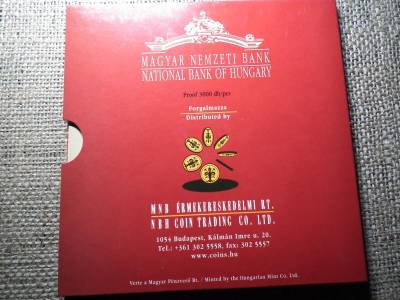 MAGYAR NEMZETI BANK
NATIONAL BANK OF HUNGARY
Proof 3000 db/pcs
Forgalmazza
Distributed by
MNB ÉRMEKERESKEDELMI RT.
NBH COIN TRADING CO. LTD.
1054 Budapest, Kálmán Imre u. 20.
Tel.: +361 302 5558, fax: 302 5557
www.coins.hu
Verte a Magyar Pénzverő Rt. / Minted by the Hungarian Mint Co. Ltd.